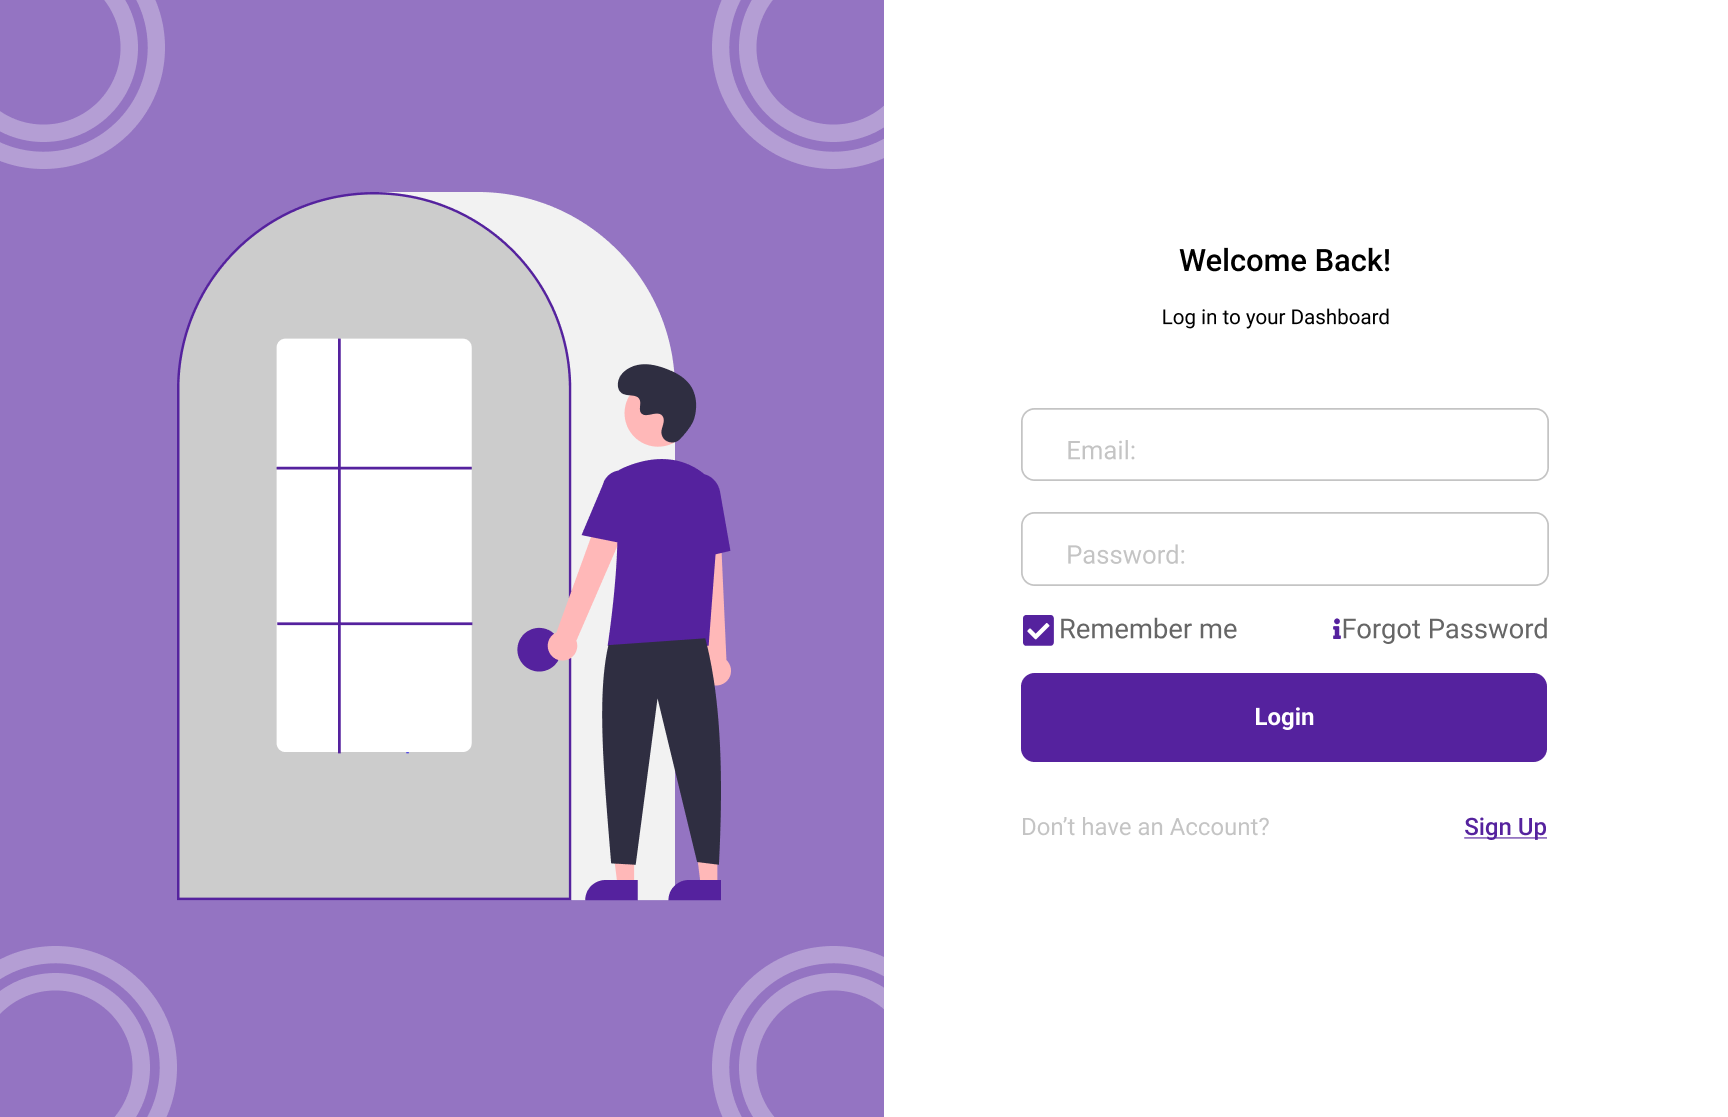 Welcome Back!
Log in to your Dashboard
Email:
Password:
Remember me
Forgot Password
Login
Don’t have an Account?
Sign Up